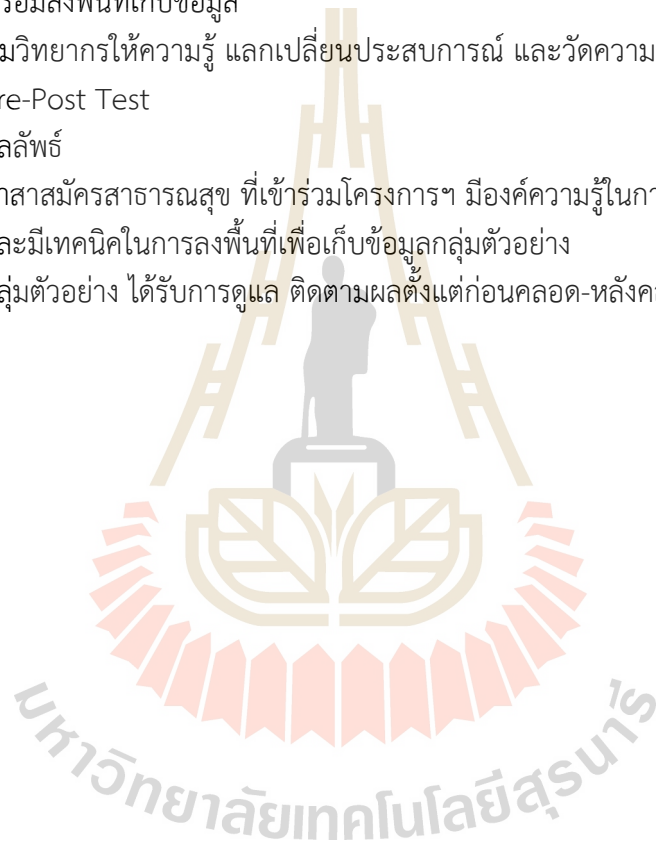 ร้อมลงพื้นที่เก็บข้อมูล
มวิทยากรให้ความรู้ แลกเปลี่ยนประสบการณ์ และวัดความ
re-Post Test
ลลัพธ์
าสาสมัครสาธารณสุข ที่เข้าร่วมโครงการฯ มีองค์ความรู้ในกา
ละมีเทคนิคในการลงพื้นที่เพื่อเก็บข้อมูลกลุ่มตัวอย่าง
ลุ่มตัวอย่าง ได้รับการดูแล ติดตามผลตั้งแต่ก่อนคลอด-หลังค
มหาวิทยาลัยเทคโนโลยีสุรนารี